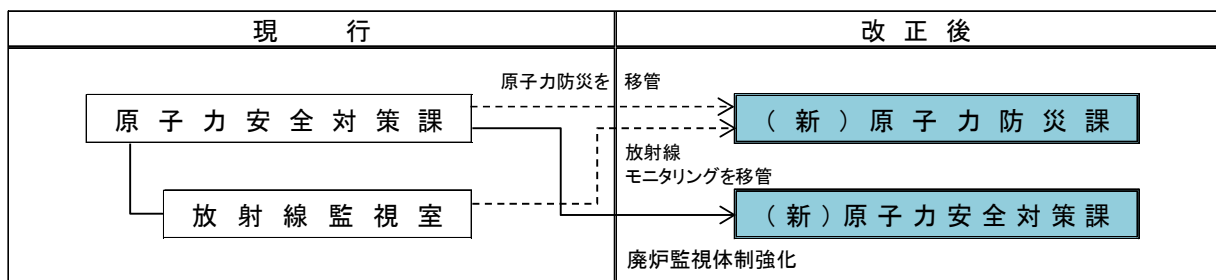 現行
改正後
原子力防災を 移管
原子力安全対策課
(新)原子力防災課
放射線
モニタリングを移管
放射線監視室
(新)原子力安全対策課
廃炉監視体制強化